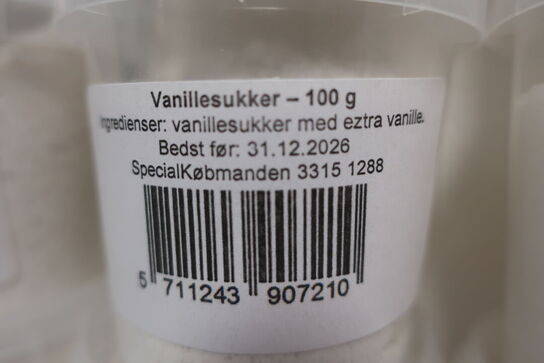 Vanillesukker – 100 g
Ingredienser: vanillesukker med eztra vanille.
Bedst før: 31.12.2026
SpecialKøbmanden 3315 1288
5 711243 907210